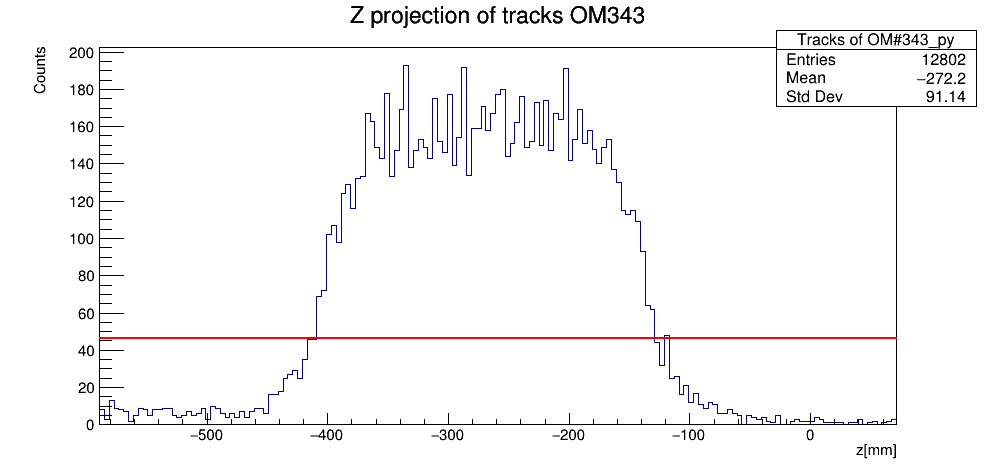 Z projection of tracks OM343
Counts
Tracks of OM#343_py
Entries 12802
Mean −272.2
Std Dev 91.14
200
180
160
140
120
100
80
60
40
20
0
−500 −400 −300 −200 −100 0
z[mm]